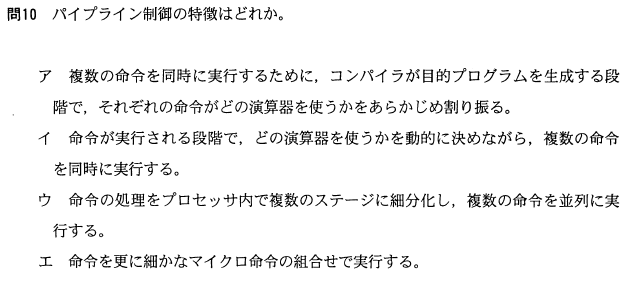 問10 パイプライン制御の特徴はどれか。
ア 複数の命令を同時に実行するために，コンパイラが目的プログラムを生成する段
階で，それぞれの命令がどの演算器を使うかをあらかじめ割り振る。
イ 命令が実行される段階で，どの演算器を使うかを動的に決めながら，複数の命令
を同時に実行する。
ウ 命令の処理をプロセッサ内で複数のステージに細分化し，複数の命令を並列に実
行する。
エ 命令を更に細かなマイクロ命令の組合せで実行する。